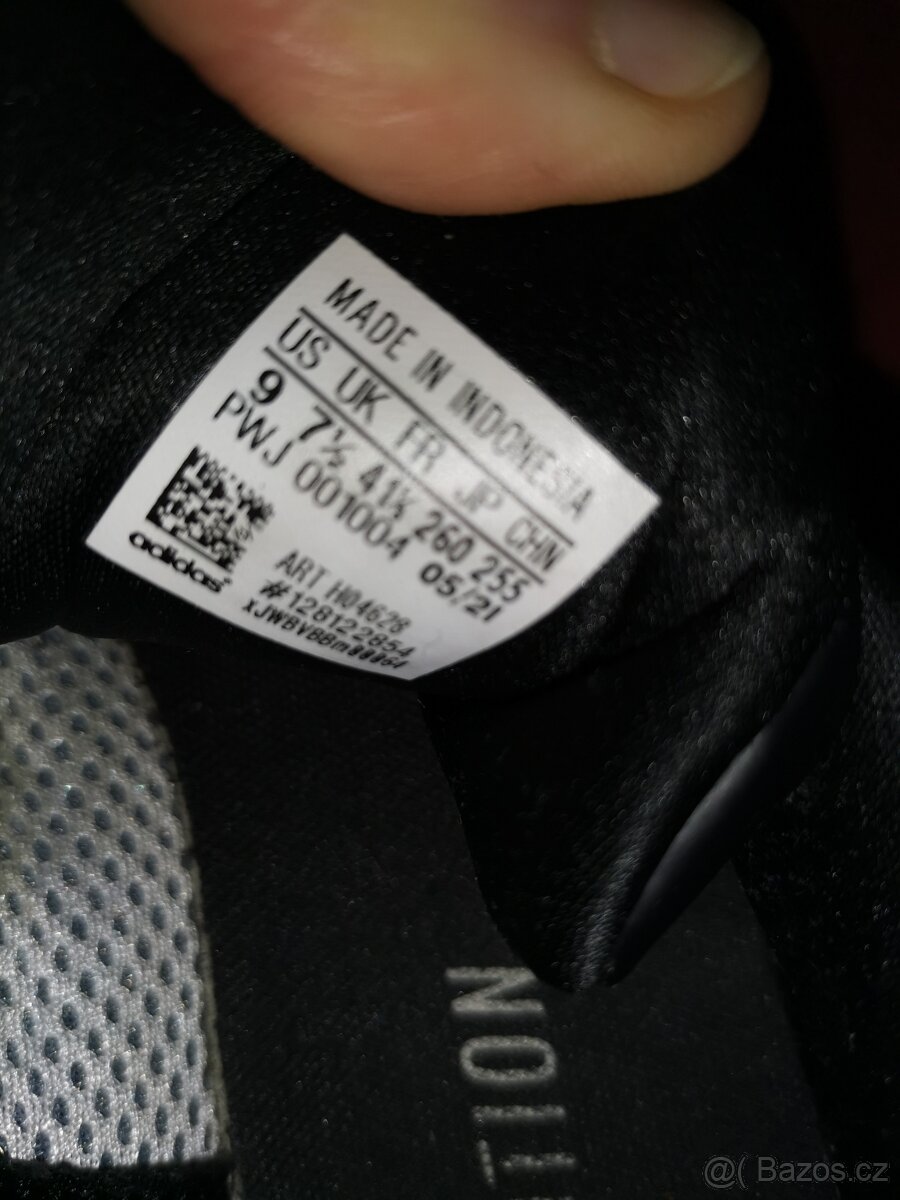 MADE IN INDONESIA
US UK FR JP CHN
9 7½ 41⅓ 260 255
PWJ 001004 05/21
adidas
ART H04628
#128122854
@( Bazos.cz